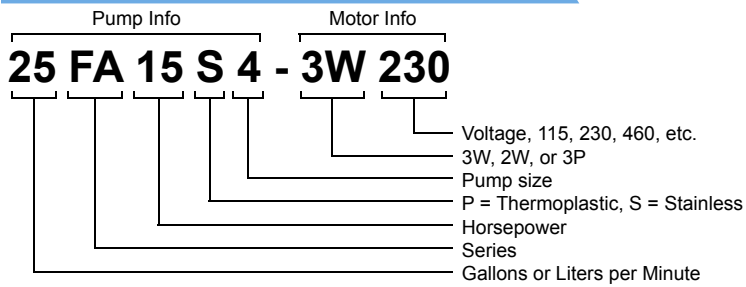 Pump Info Motor Info
25 FA 15 S 4 - 3W 230
Voltage, 115, 230, 460, etc.
3W, 2W, or 3P
Pump size
P = Thermoplastic, S = Stainless
Horsepower
Series
Gallons or Liters per Minute